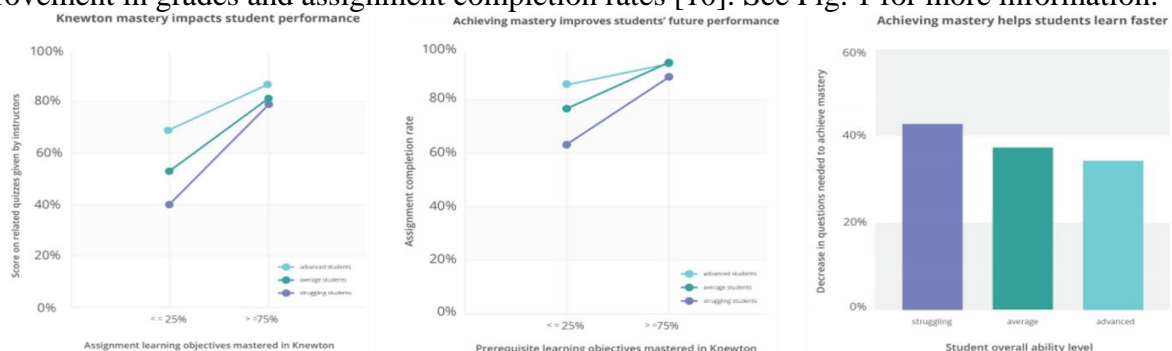 ovement in grades and assignment completion rates [10]. See Fig. 1 for more information.
Knewton mastery impacts student performance
Score on related quizzes given by instructors
100%
80%
60%
40%
20%
0%
advanced students
average students
struggling students
<= 25%
> =75%
Assignment learning objectives mastered in Knewton
Achieving mastery improves students' future performance
Assignment completion rate
100%
80%
60%
40%
20%
0%
advanced students
average students
struggling students
<= 25%
> =75%
Prerequisite learning objectives mastered in Knewton
Achieving mastery helps students learn faster
Decrease in questions needed to achieve mastery
60%
40%
20%
0%
struggling
average
advanced
Student overall ability level